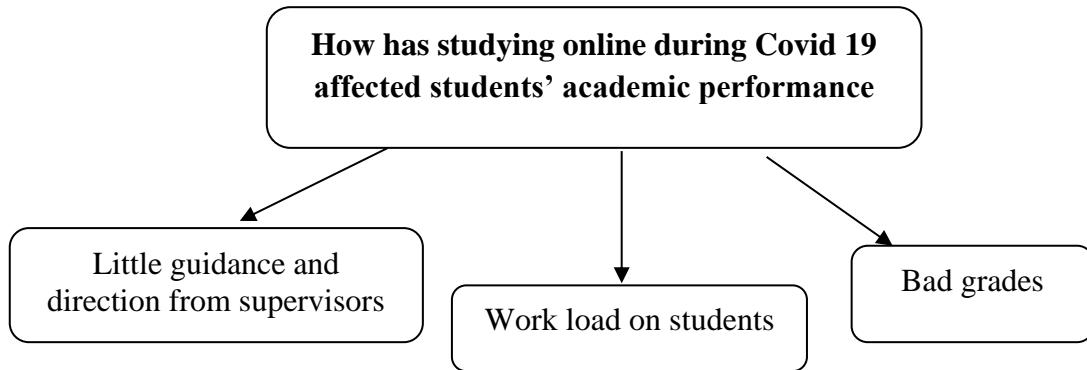 How has studying online during Covid 19
affected students’ academic performance
Little guidance and
direction from supervisors
Work load on students
Bad grades